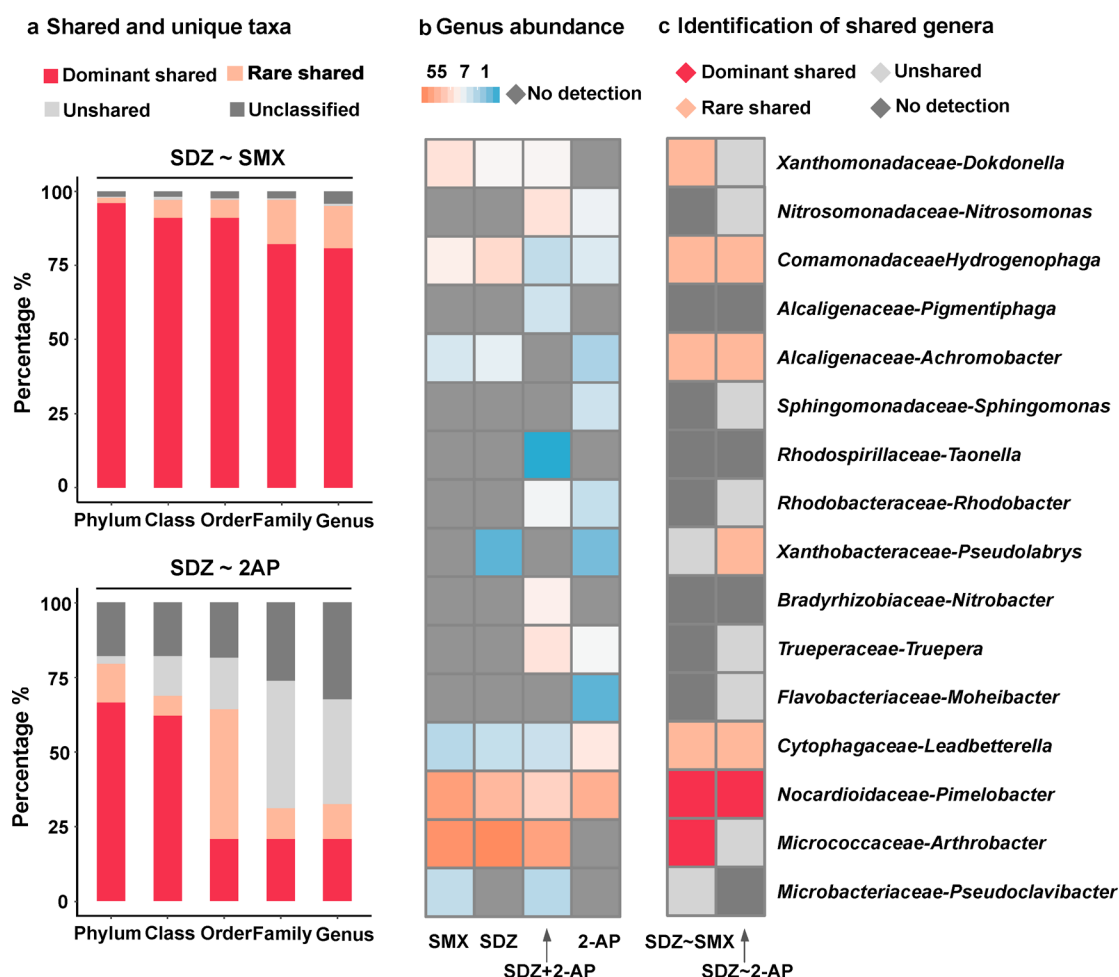 a Shared and unique taxa
Dominant shared
Rare shared
Unshared
Unclassified
SDZ ~ SMX
100
75
50
25
0
Percentage %
Phylum Class Order Family Genus
SDZ ~ 2AP
100
75
50
25
0
Percentage %
Phylum Class Order Family Genus
b Genus abundance
55 7 1
No detection
SMX SDZ 2-AP
SDZ+2-AP
c Identification of shared genera
Dominant shared
Unshared
Rare shared
No detection
Xanthomonadaceae-Dokdonella
Nitrosomonadaceae-Nitrosomonas
ComamonadaceaeHydrogenophaga
Alcaligenaceae-Pigmentiphaga
Alcaligenaceae-Achromobacter
Sphingomonadaceae-Sphingomonas
Rhodospirillaceae-Taonella
Rhodobacteraceae-Rhodobacter
Xanthobacteraceae-Pseudolabrys
Bradyrhizobiaceae-Nitrobacter
Trueperaceae-Truepera
Flavobacteriaceae-Moheibacter
Cytophagaceae-Leadbetterella
Nocardioidaceae-Pimelobacter
Micrococcaceae-Arthrobacter
Microbacteriaceae-Pseudoclavibacter
SDZ~SMX
SDZ~2-AP